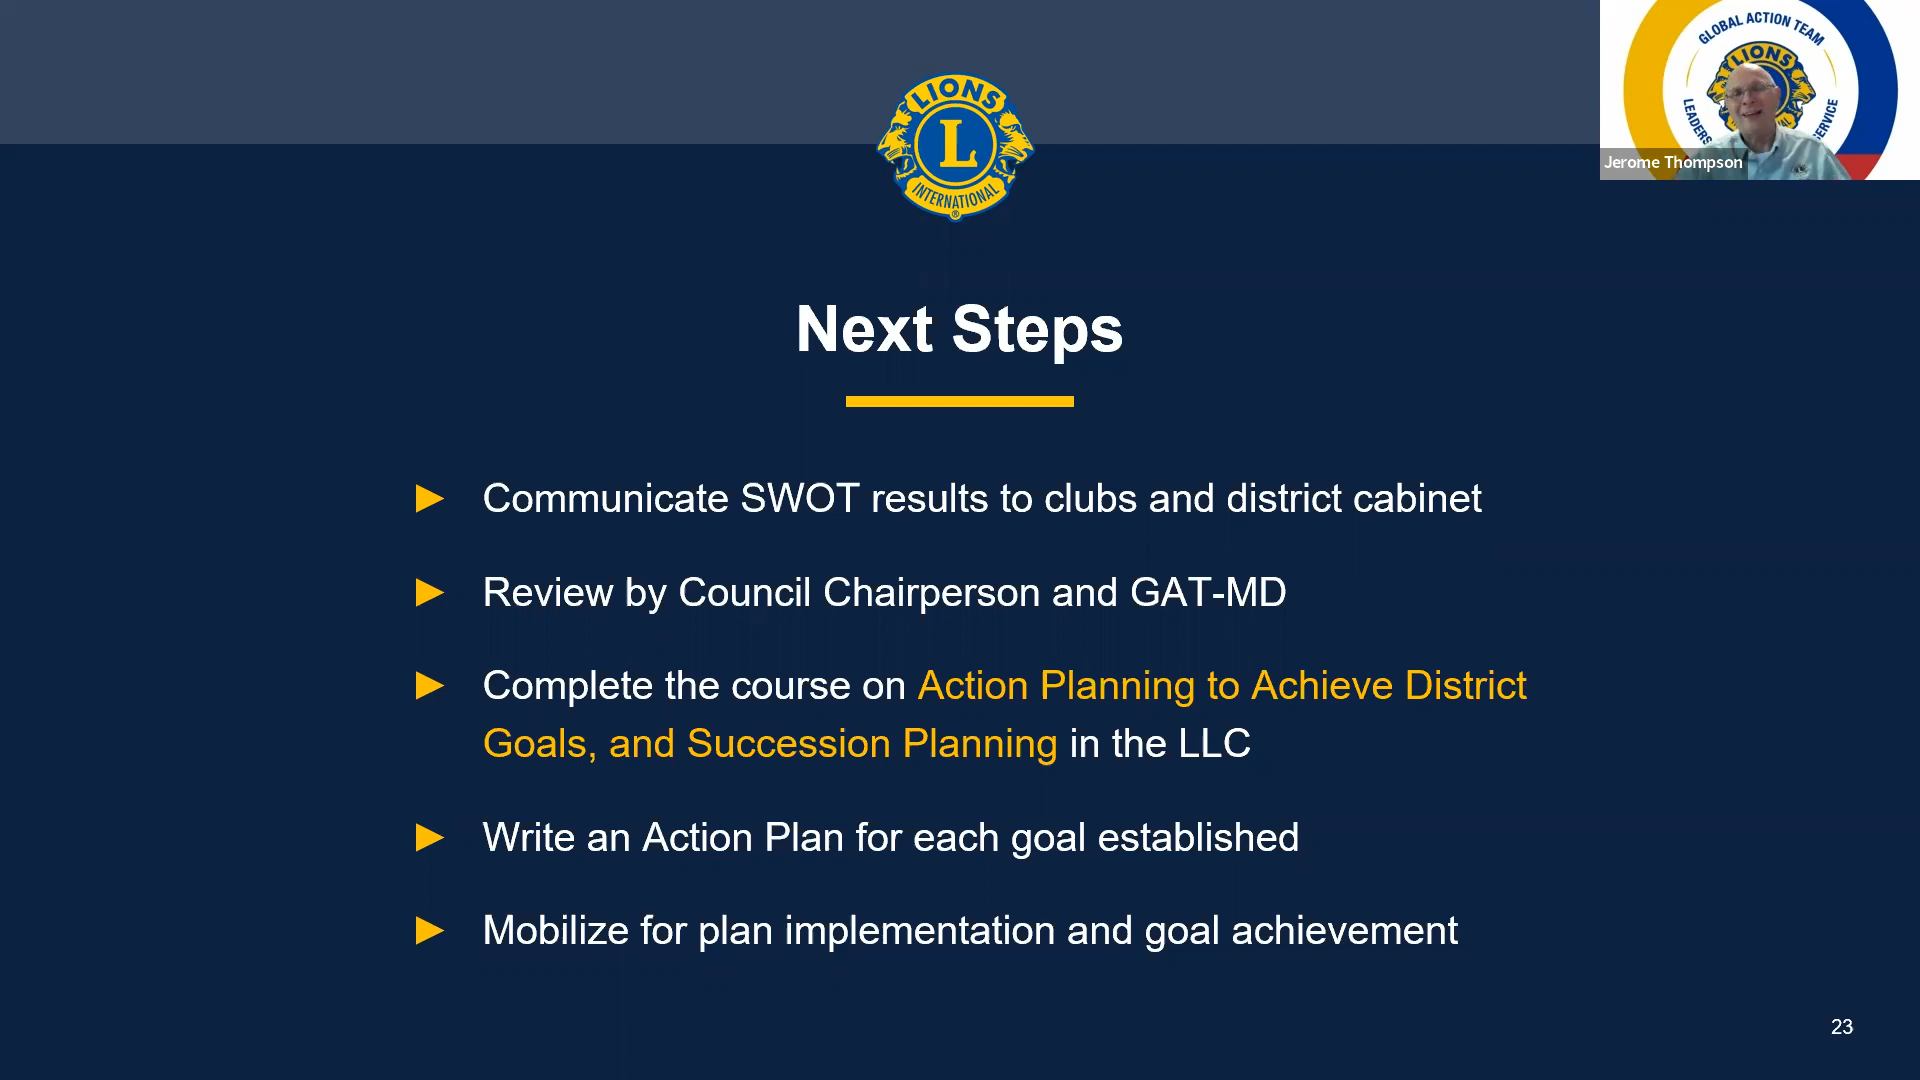 LIONS
L
INTERNATIONAL
®
GLOBAL ACTION TEAM
LIONS
Jerome Thompson
Next Steps
► Communicate SWOT results to clubs and district cabinet
► Review by Council Chairperson and GAT-MD
► Complete the course on Action Planning to Achieve District
Goals, and Succession Planning in the LLC
► Write an Action Plan for each goal established
► Mobilize for plan implementation and goal achievement
23